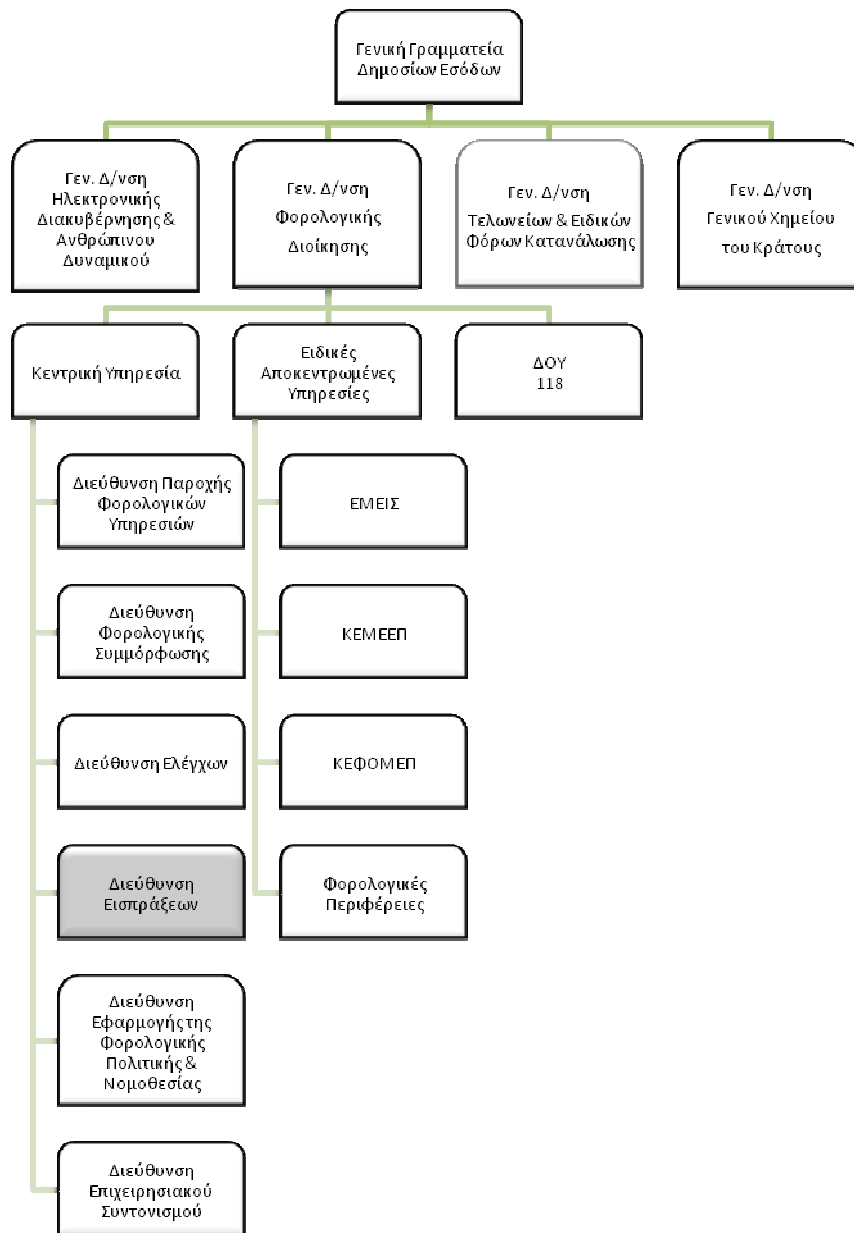 Γενική Γραμματεία
Δημοσίων Εσόδων
Γεν. Δ/νση
Ηλεκτρονικής
Διακυβέρνησης &
Ανθρώπινου
Δυναμικού
Γεν. Δ/νση
Φορολογικής
Διοίκησης
Γεν. Δ/νση
Τελωνείων & Ειδικών
Φόρων Κατανάλωσης
Γεν. Δ/νση
Γενικού Χημείου
του Κράτους
Κεντρική Υπηρεσία
Ειδικές
Αποκεντρωμένες
Υπηρεσίες
ΔΟΥ
118
Διεύθυνση Παροχής
Φορολογικών
Υπηρεσιών
Διεύθυνση
Φορολογικής
Συμμόρφωσης
Διεύθυνση Ελέγχων
Διεύθυνση
Εισπράξεων
Διεύθυνση
Εφαρμογής της
Φορολογικής
Πολιτικής &
Νομοθεσίας
Διεύθυνση
Επιχειρησιακού
Συντονισμού
ΕΜΕΙΣ
ΚΕΜΕΕΠ
ΚΕΦΟΜΕΠ
Φορολογικές
Περιφέρειες